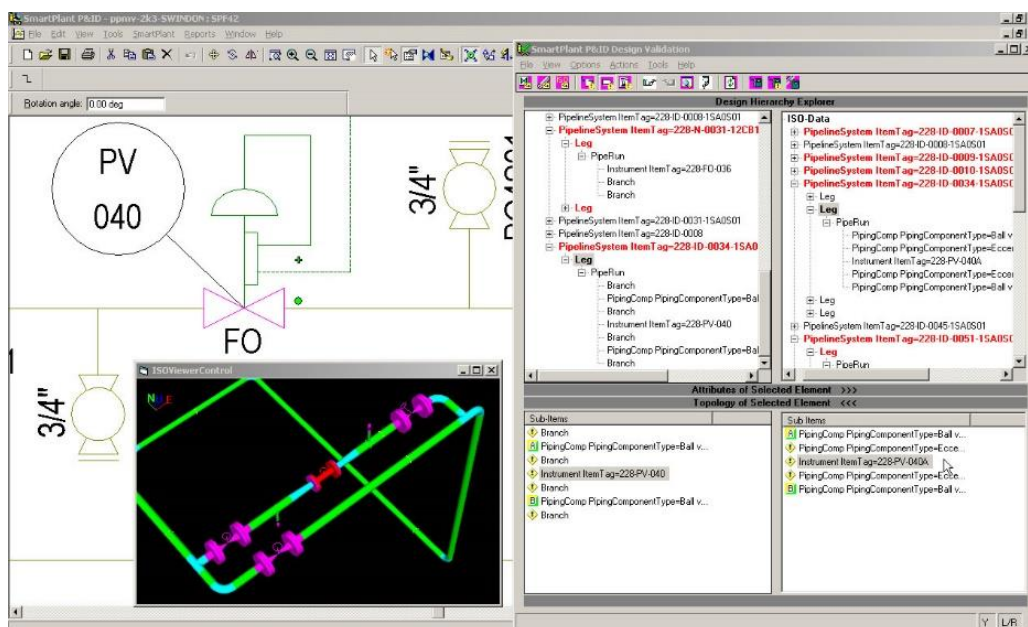 SmartPlant P&ID - ppmv-2k3-SWINDON : SPF42
File Edit View Tools SmartPlant Reports Window Help
Rotation angle: 0.00 deg
PV
040
3/4"
FO
3/4"
ISOViewerControl
N
E
SmartPlant P&ID Design Validation
File View Options Actions Tools Help
Design Hierarchy Explorer
PipelineSystem ItemTag=228-ID-0008-1SA0S01
PipelineSystem ItemTag=228-N-0031-12CB1
Leg
PipeRun
Instrument ItemTag=228-FO-036
Branch
Branch
Leg
PipelineSystem ItemTag=228-ID-0031-1SA0S01
PipelineSystem ItemTag=228-ID-0008
PipelineSystem ItemTag=228-ID-0034-1SA0
Leg
PipeRun
Branch
PipingComp PipingComponentType=Bal
Branch
Instrument ItemTag=228-PV-040
Branch
PipingComp PipingComponentType=Bal
Branch
ISO-Data
PipelineSystem ItemTag=228-ID-0007-1SA0S0
PipelineSystem ItemTag=228-ID-0008-1SA0S01
PipelineSystem ItemTag=228-ID-0009-1SA0S0
PipelineSystem ItemTag=228-ID-0010-1SA0S0
PipelineSystem ItemTag=228-ID-0034-1SA0S0
Leg
Leg
PipeRun
PipingComp PipingComponentType=Ball v
PipingComp PipingComponentType=Eccer
Instrument ItemTag=228-PV-040A
PipingComp PipingComponentType=Eccer
PipingComp PipingComponentType=Ball v
Leg
Leg
PipelineSystem ItemTag=228-ID-0045-1SA0S01
PipelineSystem ItemTag=228-ID-0051-1SA0S0
Leg
PipeRun
Attributes of Selected Element >>>
Topology of Selected Element <<<
Sub-Items
Branch
A PipingComp PipingComponentType=Ball v...
Branch
Instrument ItemTag=228-PV-040
Branch
B PipingComp PipingComponentType=Ball v...
Branch
Sub Items
A PipingComp PipingComponentType=Ball v...
PipingComp PipingComponentType=Ecce...
Instrument ItemTag=228-PV-040A
PipingComp PipingComponentType=Ecce...
B PipingComp PipingComponentType=Ball v...
Y L/R